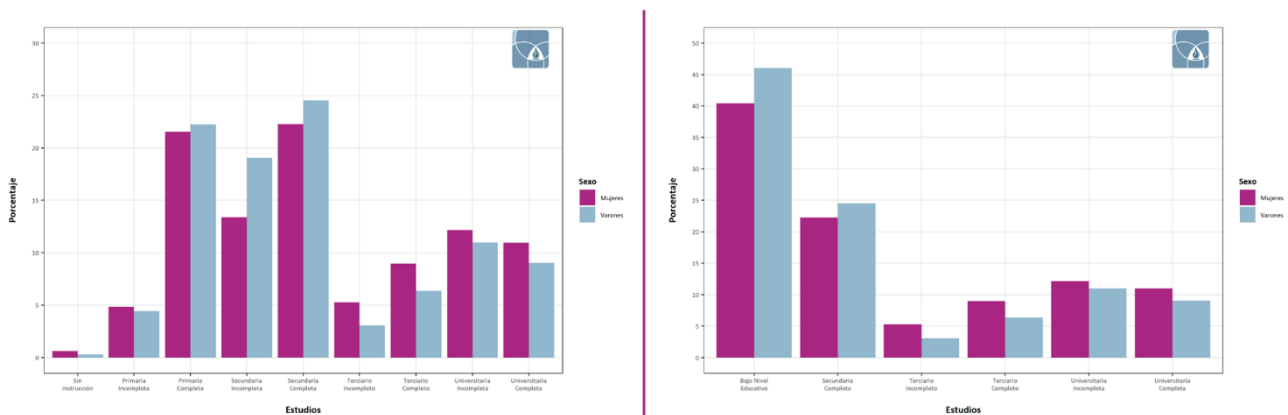 30
25
20
15
10
5
0
Porcentaje
Sin
instrucción
Primaria
Incompleta
Primaria
Completa
Secundaria
Incompleta
Secundaria
Completa
Terciario
Incompleto
Terciario
Completo
Universitaria
Incompleta
Universitaria
Completa
Estudios
Sexo
Mujeres
Varones
50
45
40
35
30
25
20
15
10
5
0
Porcentaje
Bajo Nivel
Educativo
Secundaria
Completa
Terciario
Incompleto
Terciario
Completo
Universitaria
Incompleta
Universitaria
Completa
Estudios
Sexo
Mujeres
Varones